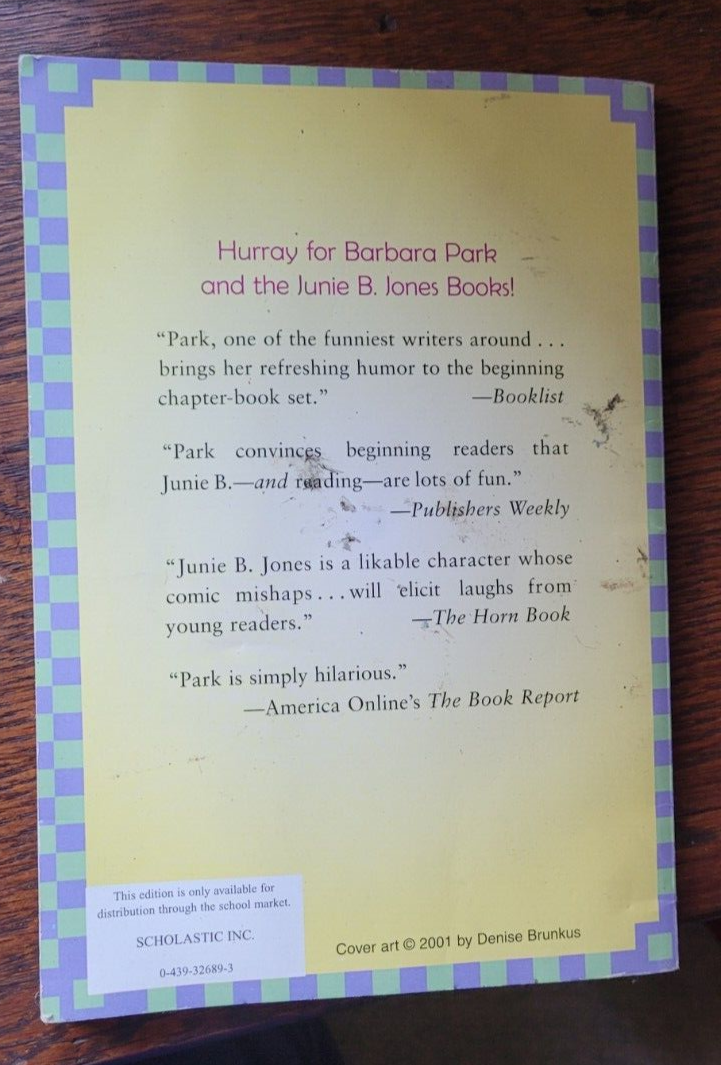 Hurray for Barbara Park
and the Junie B. Jones Books!
“Park, one of the funniest writers around . . .
brings her refreshing humor to the beginning
chapter-book set.” —Booklist
“Park convinces beginning readers that
Junie B.—and reading—are lots of fun.”
—Publishers Weekly
“Junie B. Jones is a likable character whose
comic mishaps . . . will elicit laughs from
young readers.” —The Horn Book
“Park is simply hilarious.”
—America Online’s The Book Report
This edition is only available for
distribution through the school market.
SCHOLASTIC INC.
0-439-32689-3
Cover art © 2001 by Denise Brunkus